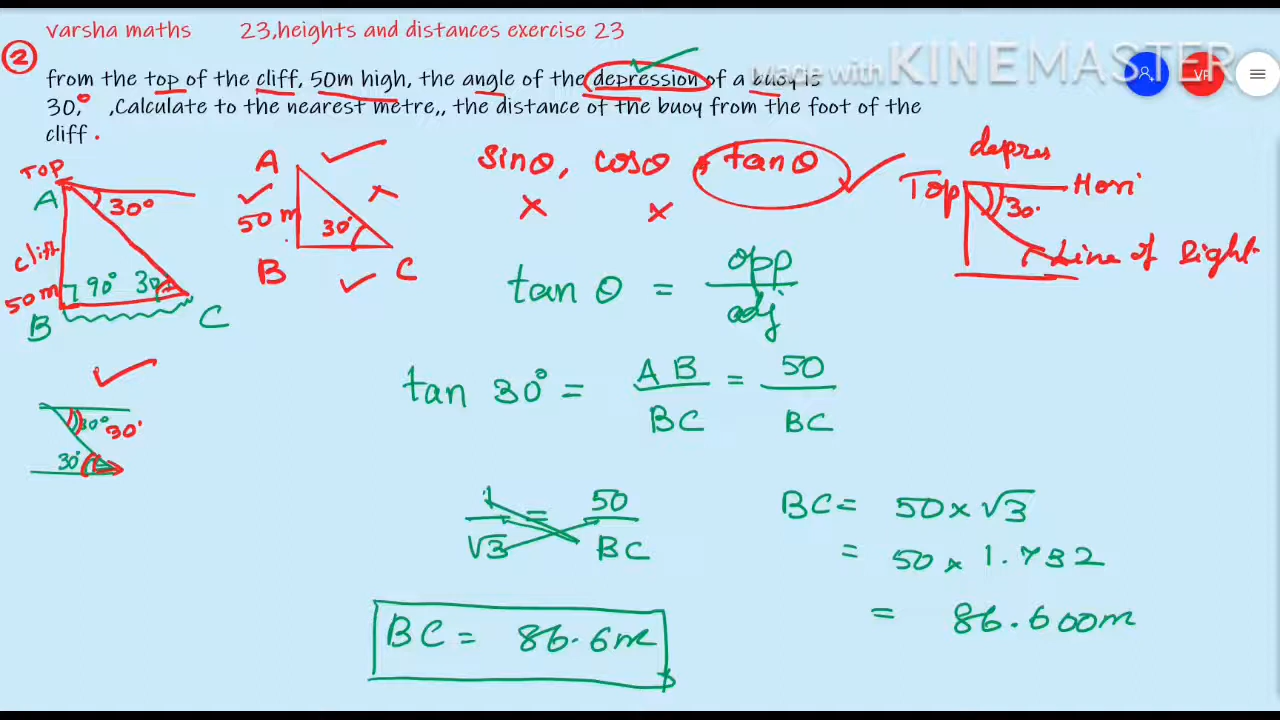 varsha maths 23,heights and distances exercise 23
Made with KINEMASTER
2
from the top of the cliff, 50m high, the angle of the depression of a buoy is
30° ,Calculate to the nearest metre,, the distance of the buoy from the foot of the
cliff .
VP
TOP
A
30°
cliff
50 m
90° 30
B
C
A
50 m
30°
B
C
sinθ, cosθ, tanθ
✓
×
×
depres
Top
Hori
30°
Line of Sight
tan θ = opp/adj
tan 30° = AB/BC = 50/BC
30° 30°
30°
1/√3 = 50/BC
BC = 50 × √3
= 50 × 1.732
= 86.600m
BC = 86.6m